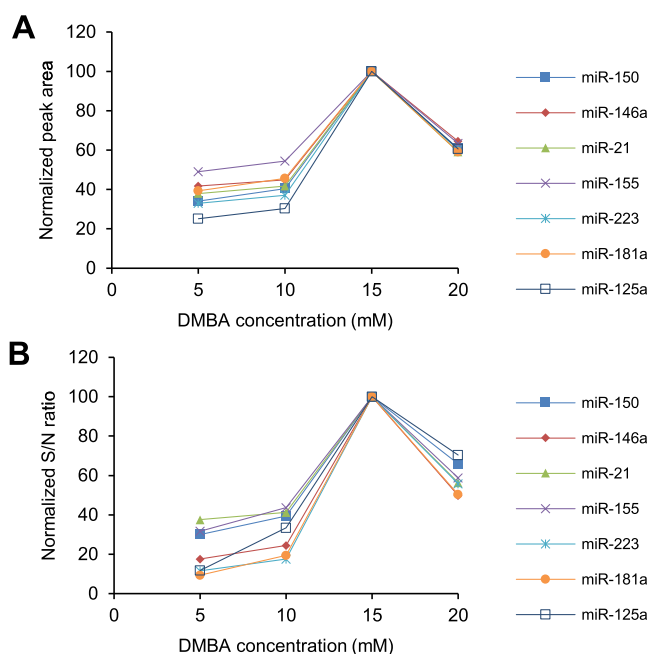 A
Normalized peak area
120
100
80
60
40
20
0
0
5
10
15
20
DMBA concentration (mM)
miR-150
miR-146a
miR-21
miR-155
miR-223
miR-181a
miR-125a
B
Normalized S/N ratio
120
100
80
60
40
20
0
0
5
10
15
20
DMBA concentration (mM)
miR-150
miR-146a
miR-21
miR-155
miR-223
miR-181a
miR-125a